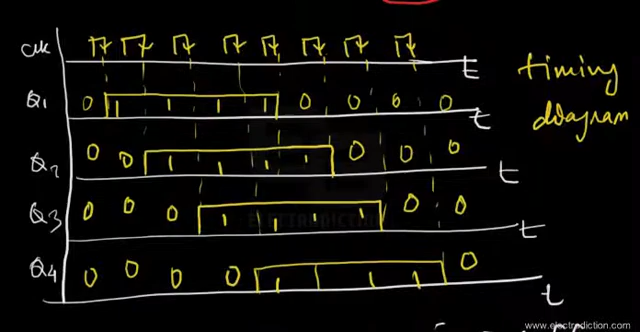 CLK t timing
Q1 0 1 1 1 1 0 0 0 0 t diagram
Q2 0 0 1 1 1 1 0 0 0 t
Q3 0 0 0 1 1 1 1 0 0 t
Q4 0 0 0 0 1 1 1 0 t
www.electrediction.com